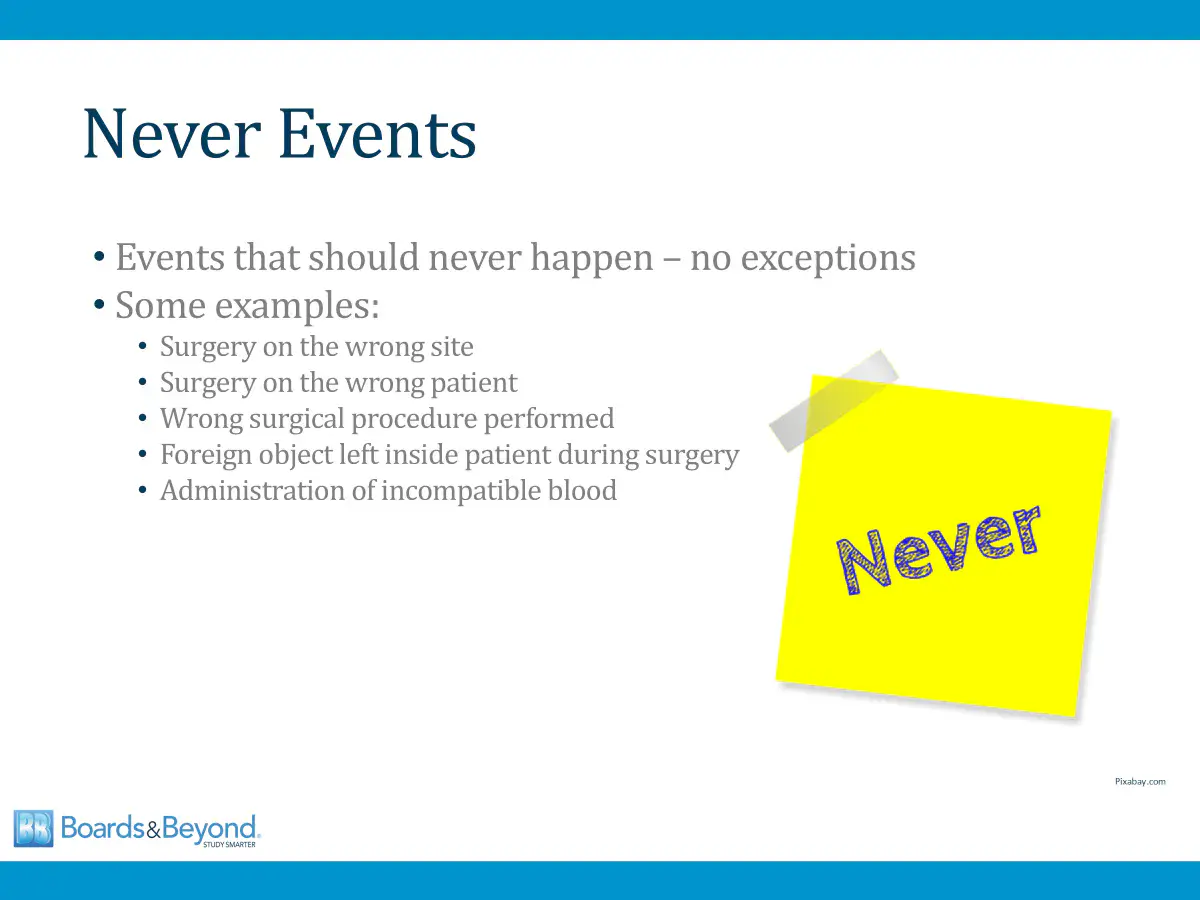 Never Events
• Events that should never happen – no exceptions
• Some examples:
• Surgery on the wrong site
• Surgery on the wrong patient
• Wrong surgical procedure performed
• Foreign object left inside patient during surgery
• Administration of incompatible blood
Never
Pixabay.com
BB Boards&Beyond®
STUDY SMARTER